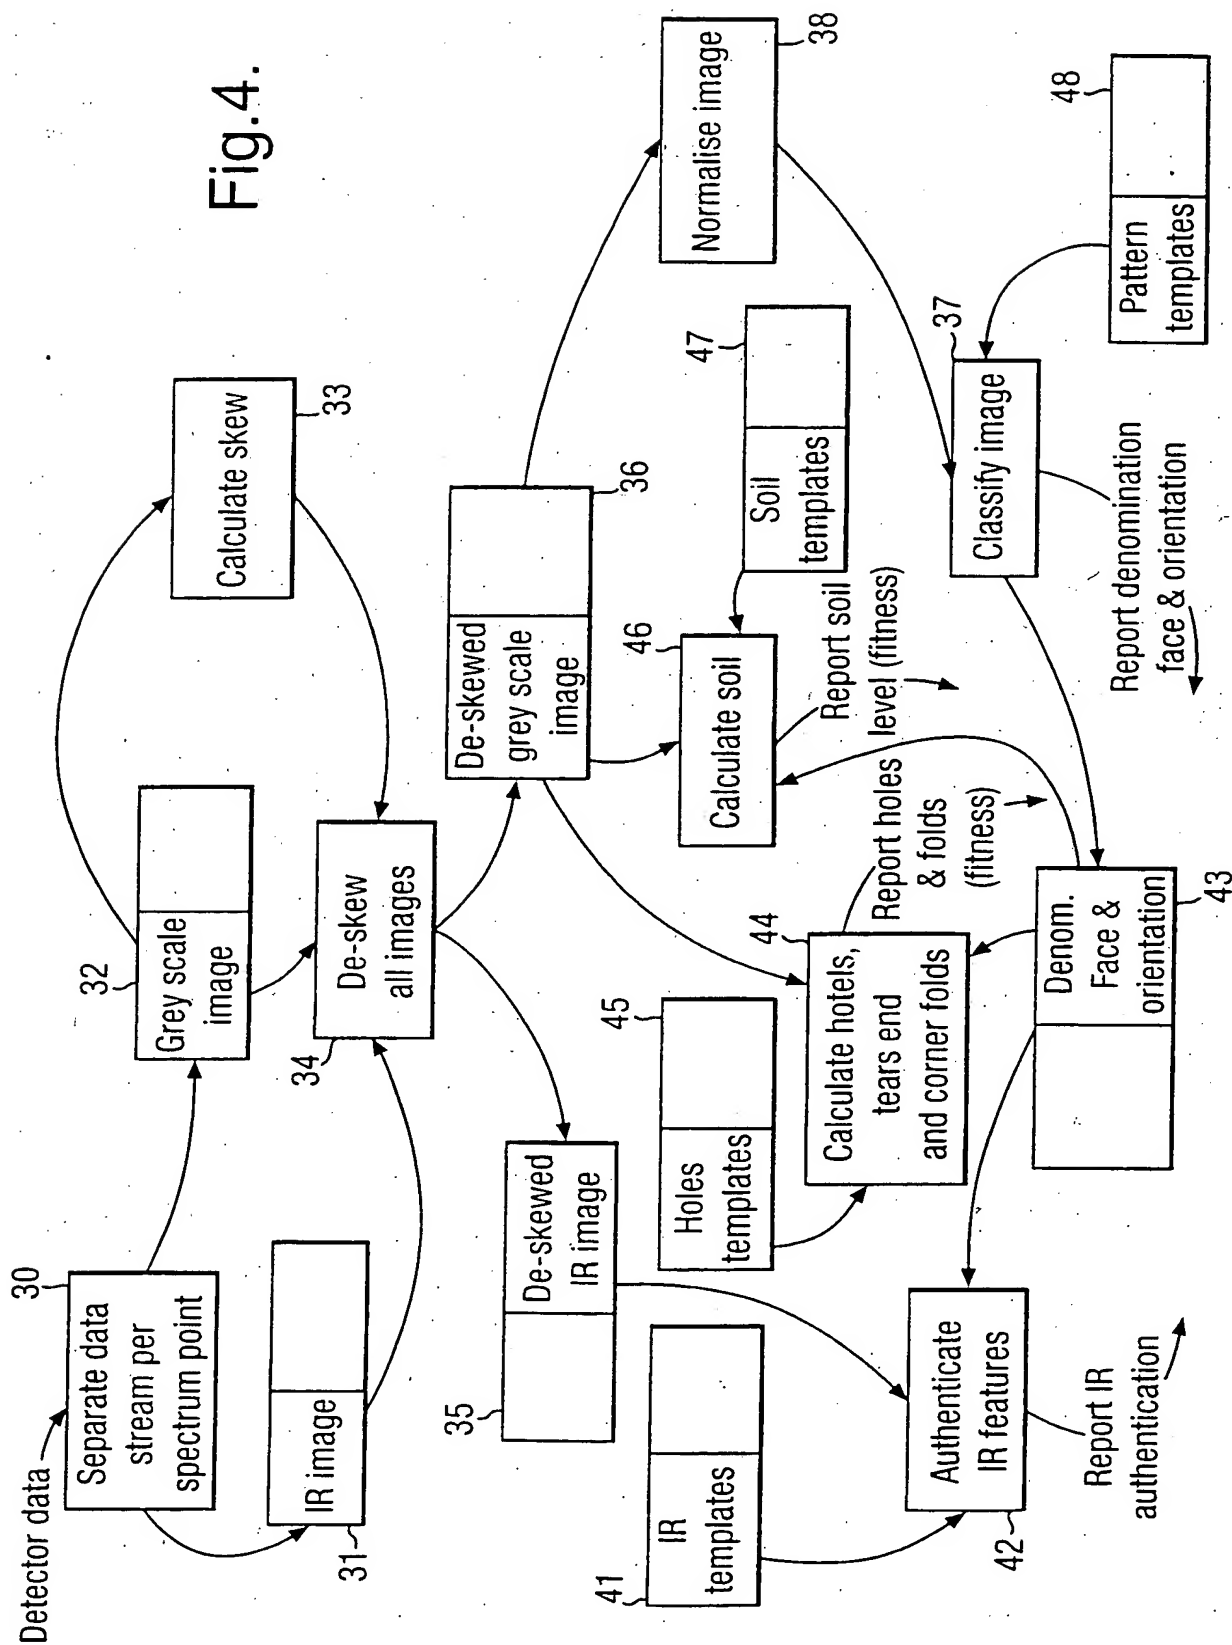 Fig.4.
Detector data
30
Separate data
stream per
spectrum point
31
IR image
32
Grey scale
image
33
Calculate skew
34
De-skew
all images
35
De-skewed
IR image
36
De-skewed
grey scale
image
38
Normalise image
41
IR
templates
45
Holes
templates
46
Calculate soil
47
Soil
templates
Report soil
level (fitness)
44
Calculate hotels,
tears end
and corner folds
Report holes
& folds
(fitness)
42
Authenticate
IR features
Report IR
authentication
43
Denom.
Face &
orientation
37
Classify image
Report denomination
face & orientation
48
Pattern
templates